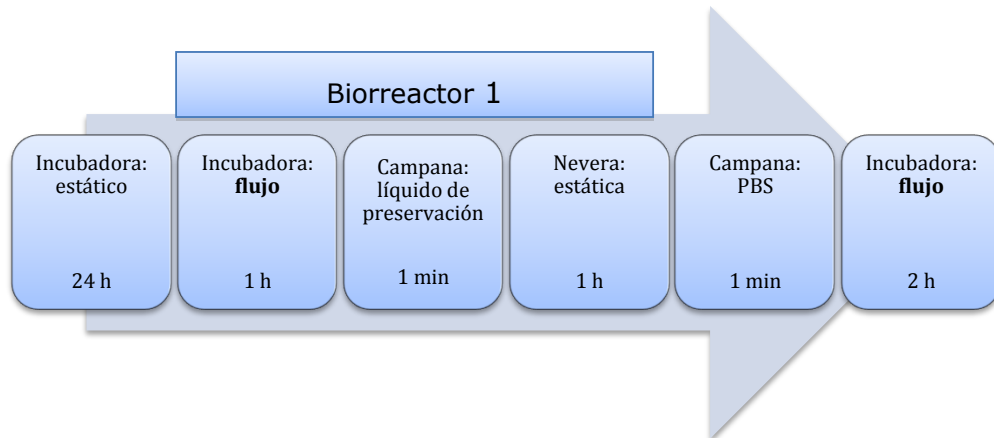 Biorreactor 1
Incubadora:
estático
24 h
Incubadora:
flujo
1 h
Campana:
líquido de
preservación
1 min
Nevera:
estática
1 h
Campana:
PBS
1 min
Incubadora:
flujo
2 h